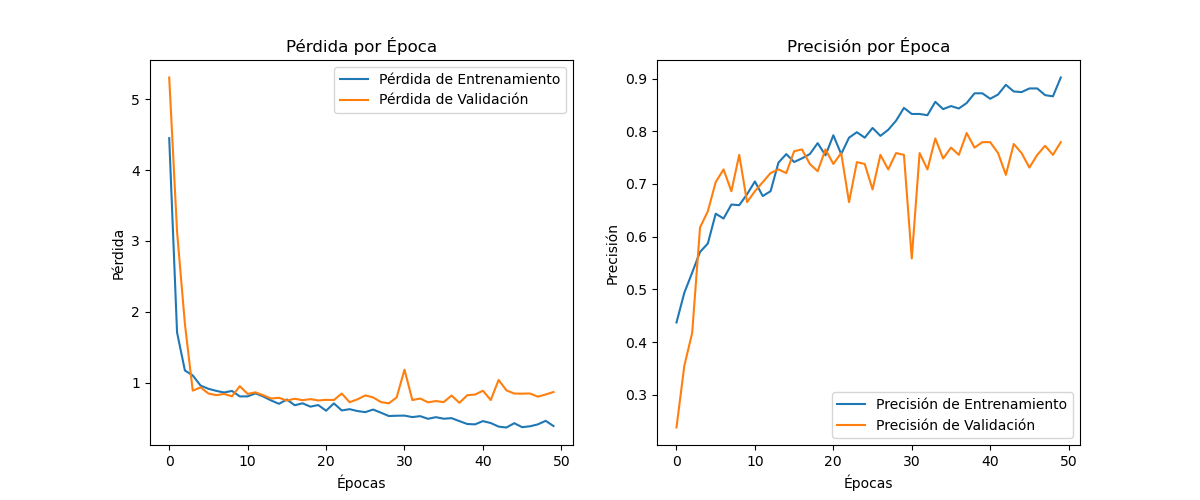 Pérdida por Época
Pérdida de Entrenamiento
Pérdida de Validación
Pérdida
5
4
3
2
1
0
10
20
30
40
50
Épocas
Precisión por Época
Precisión
0.9
0.8
0.7
0.6
0.5
0.4
0.3
Precisión de Entrenamiento
Precisión de Validación
0
10
20
30
40
50
Épocas